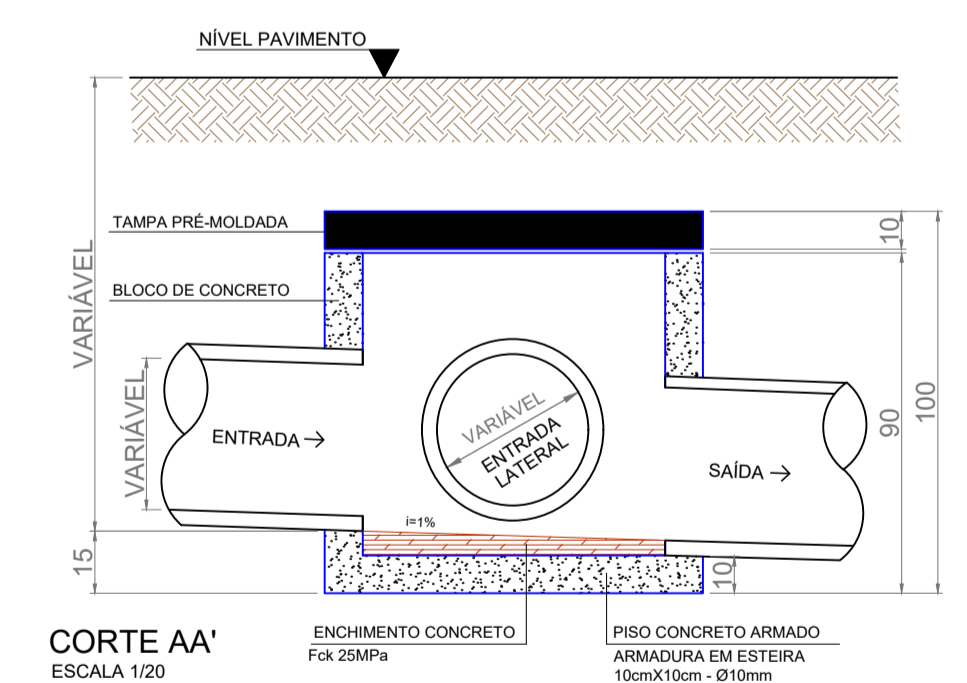 NÍVEL PAVIMENTO
TAMPA PRÉ-MOLDADA
10
BLOCO DE CONCRETO
VARIÁVEL
VARIÁVEL
ENTRADA →
VARIÁVEL
ENTRADA
LATERAL
SAÍDA →
90
100
i=1%
15
10
CORTE AA'
ESCALA 1/20
ENCHIMENTO CONCRETO
Fck 25MPa
PISO CONCRETO ARMADO
ARMADURA EM ESTEIRA
10cmX10cm - Ø10mm